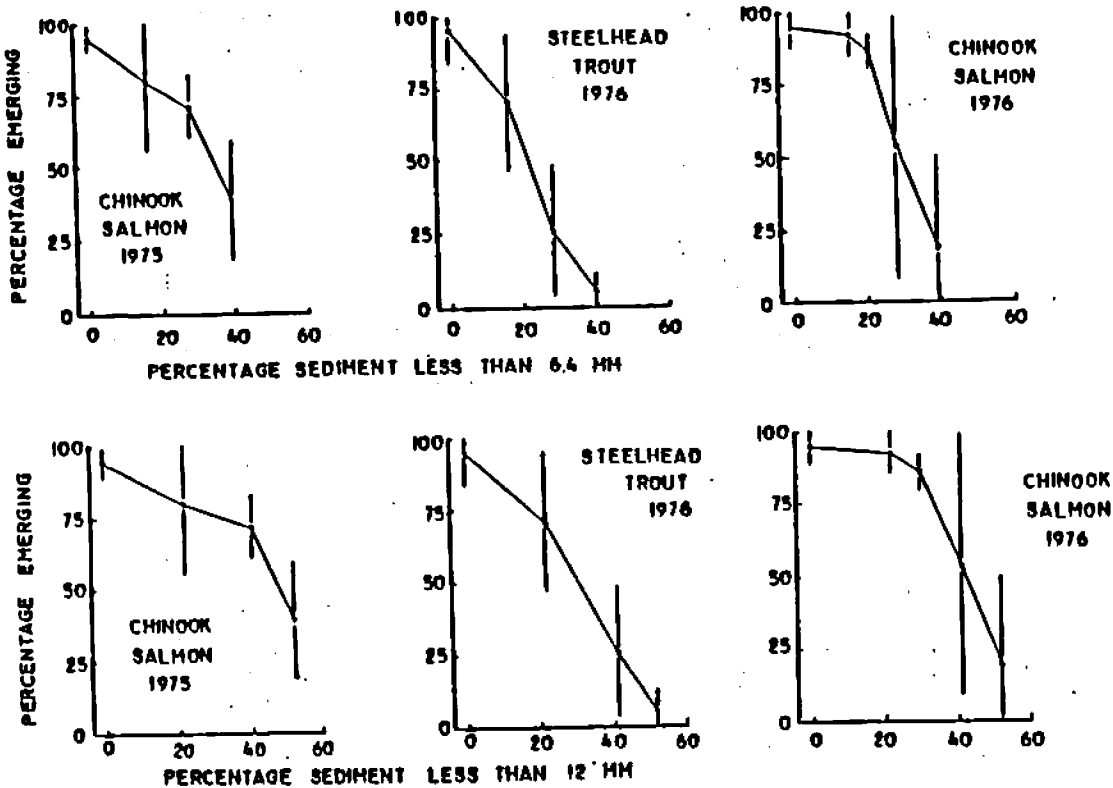 PERCENTAGE EMERGING
100
75
50
25
0
CHINOOK
SALMON
1975
0 20 40 60
100
75
50
25
0
STEELHEAD
TROUT
1976
0 20 40 60
100
75
50
25
0
CHINOOK
SALMON
1976
0 20 40 60
PERCENTAGE SEDIMENT LESS THAN 6.4 MM
PERCENTAGE EMERGING
100
75
50
25
0
CHINOOK
SALMON
1975
0 20 40 60
100
75
50
25
0
STEELHEAD
TROUT
1976
0 20 40 60
100
75
50
25
0
CHINOOK
SALMON
1976
0 20 40 60
PERCENTAGE SEDIMENT LESS THAN 12 MM